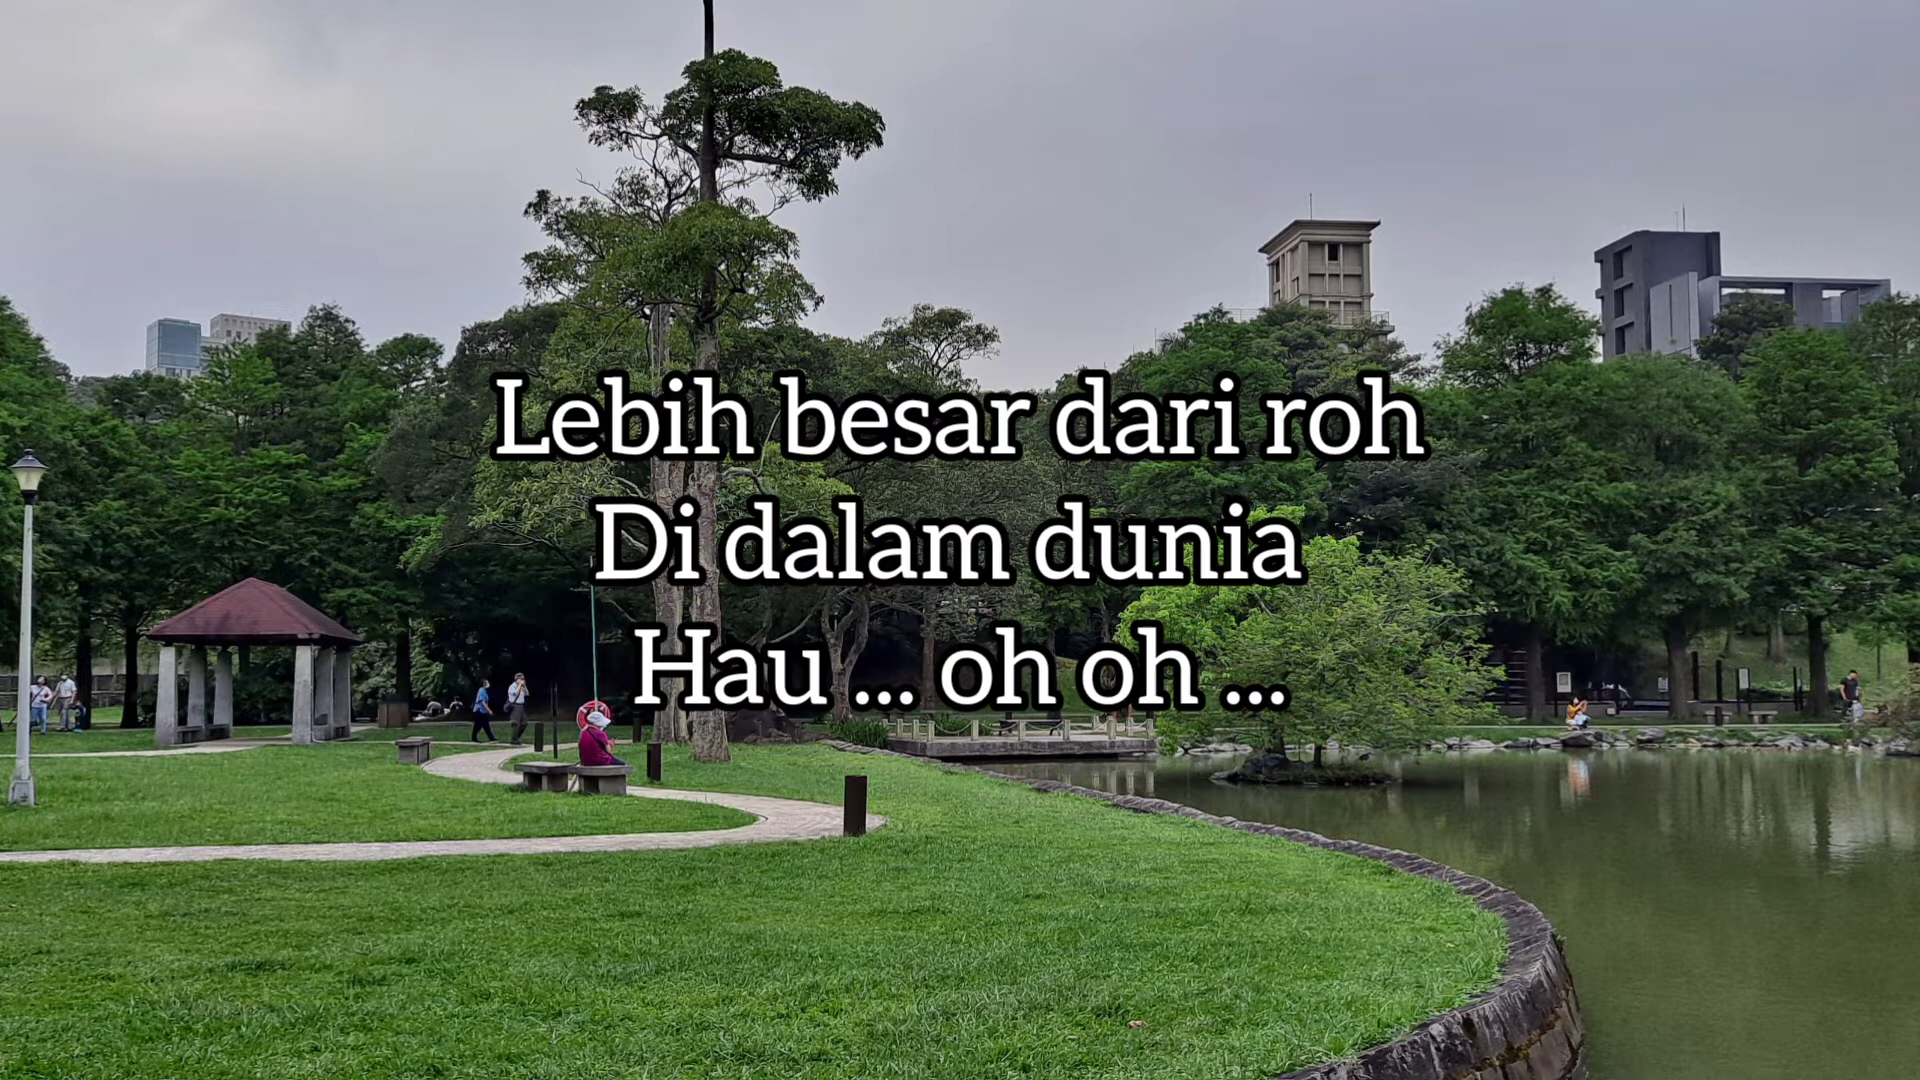 Lebih besar dari roh
Di dalam dunia
Hau ... oh oh ...